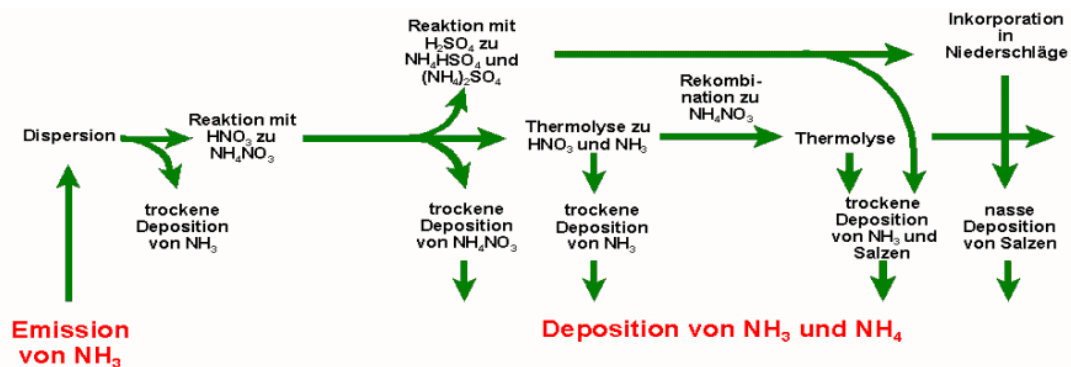 Reaktion mit
H₂SO₄ zu
NH₄HSO₄ und
(NH₄)₂SO₄
Inkorporation
in
Niederschläge
Dispersion
Reaktion mit
HNO₃ zu
NH₄NO₃
Thermolyse zu
HNO₃ und NH₃
Rekombi-
nation zu
NH₄NO₃
Thermolyse
trockene
Deposition
von NH₃
trockene
Deposition
von NH₄NO₃
trockene
Deposition
von NH₃
trockene
Deposition
von NH₃ und
Salzen
nasse
Deposition
von Salzen
Emission
von NH₃
Deposition von NH₃ und NH₄